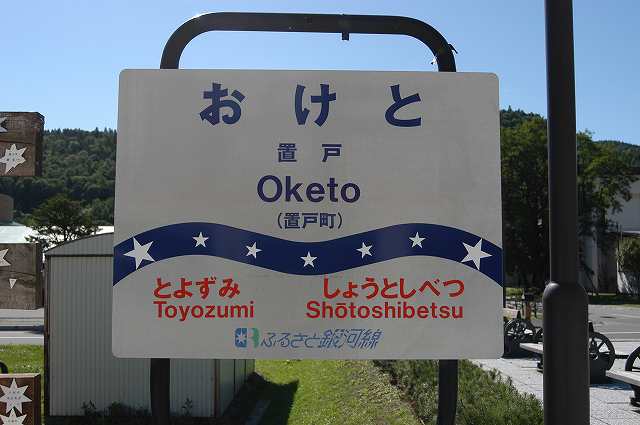 おけと
置戸
Oketo
(置戸町)
とよずみ しょうとしべつ
Toyozumi Shōtoshibetsu
ふるさと銀河線